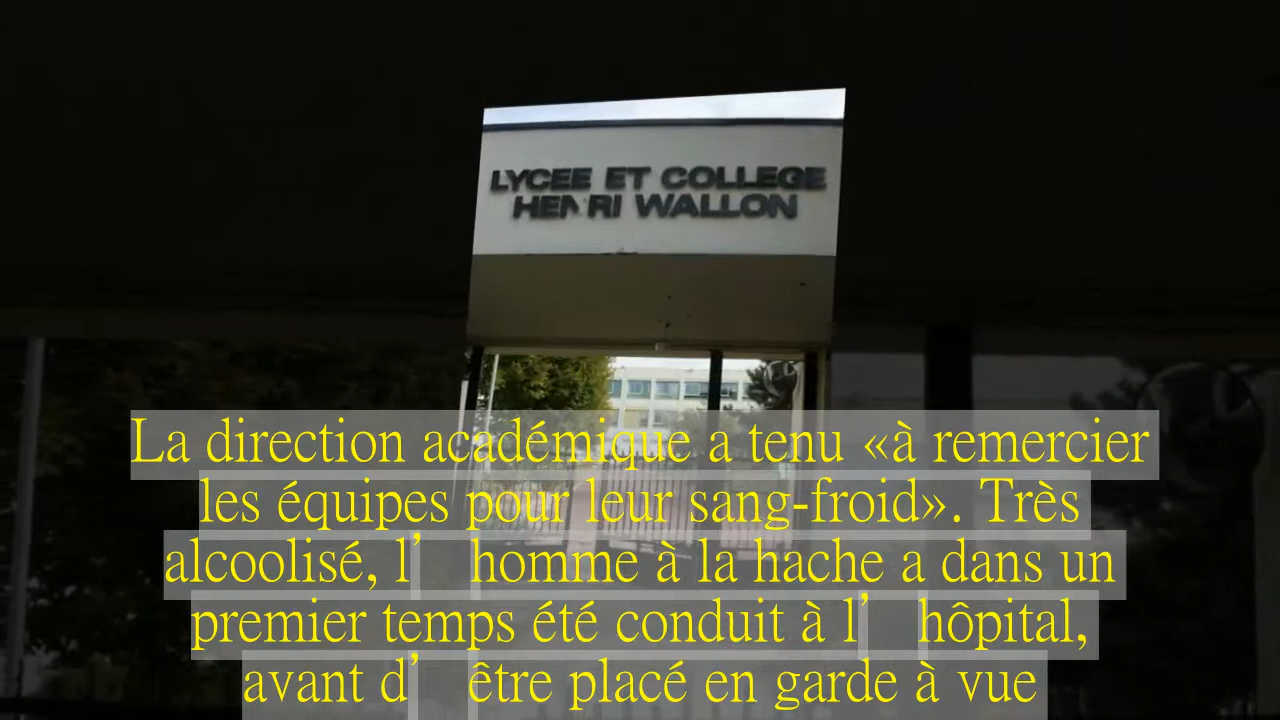 LYCEE ET COLLEGE
HENRI WALLON
La direction académique a tenu «à remercier
les équipes pour leur sang-froid». Très
alcoolisé, l’homme à la hache a dans un
premier temps été conduit à l’hôpital,
avant d’être placé en garde à vue